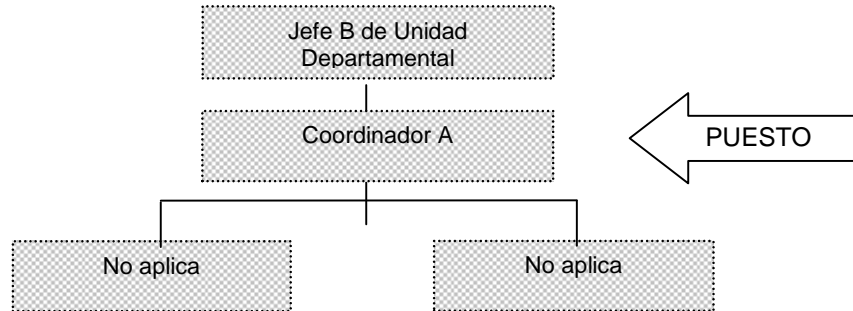 Jefe B de Unidad
Departamental
Coordinador A
PUESTO
No aplica
No aplica